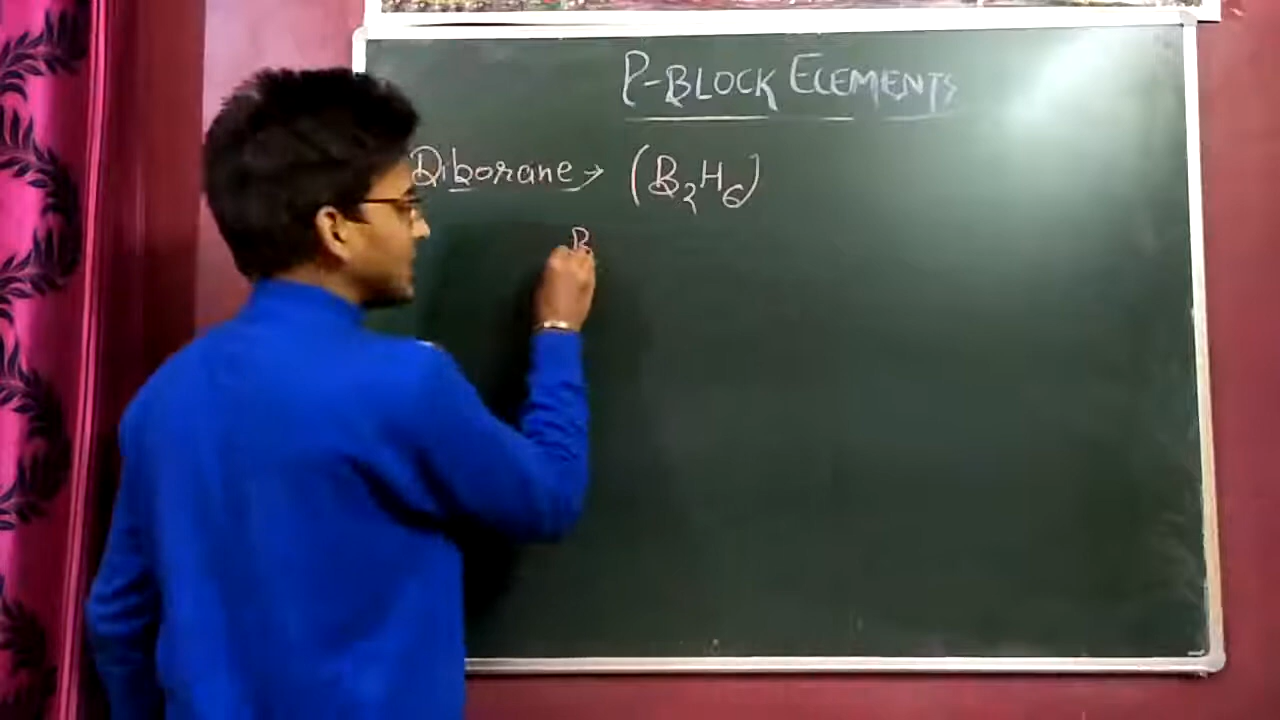 P-BLOCK ELEMENTS
Diborane → (B₂H₆)
B